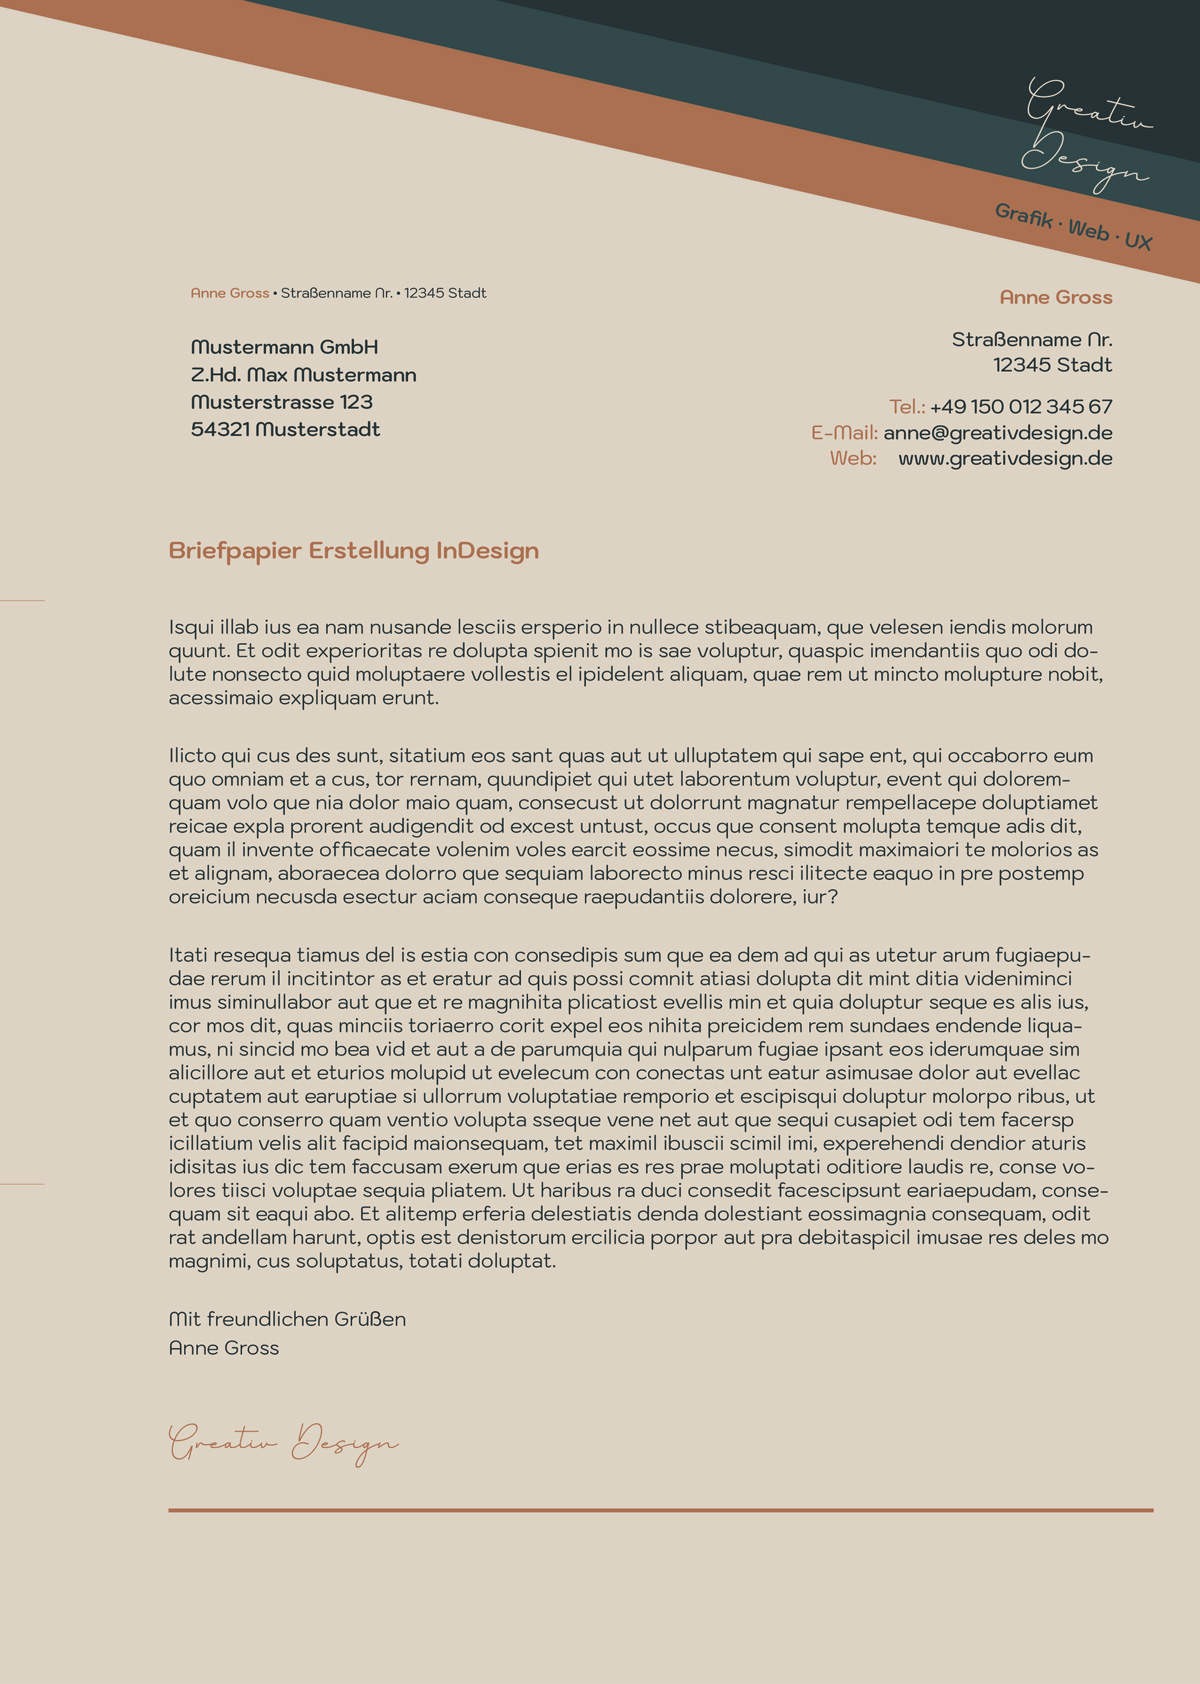 Greativ
Design
Grafik · Web · UX
Anne Gross • Straßenname Nr. • 12345 Stadt
Mustermann GmbH
Z.Hd. Max Mustermann
Musterstrasse 123
54321 Musterstadt
Anne Gross
Straßenname Nr.
12345 Stadt
Tel.: +49 150 012 345 67
E-Mail: anne@greativdesign.de
Web: www.greativdesign.de
Briefpapier Erstellung InDesign
Isqui illab ius ea nam nusande lesciis ersperio in nullece stibeaquam, que velesen iendis molorum
quunt. Et odit experioritas re dolupta spienit mo is sae voluptur, quaspic imendantiis quo odi do-
lute nonsecto quid moluptaere vollestis el ipidelent aliquam, quae rem ut mincto molupture nobit,
acessimaio expliquam erunt.
Ilicto qui cus des sunt, sitatium eos sant quas aut ut ulluptatem qui sape ent, qui occaborro eum
quo omniam et a cus, tor rernam, quundipiet qui utet laborentum voluptur, event qui dolorem-
quam volo que nia dolor maio quam, consecust ut dolorrunt magnatur rempellacepe doluptiamet
reicae expla prorent audigendit od excest untust, occus que consent molupta temque adis dit,
quam il invente officaecate volenim voles earcit eossime necus, simodit maximaiori te molorios as
et alignam, aboraecea dolorro que sequiam laborecto minus resci ilitecte eaquo in pre postemp
oreicium necusda esectur aciam conseque raepudantiis dolorere, iur?
Itati resequa tiamus del is estia con consedipis sum que ea dem ad qui as utetur arum fugiaepu-
dae rerum il incitintor as et eratur ad quis possi comnit atiasi dolupta dit mint ditia videniminci
imus siminullabor aut que et re magnihita plicatiost evellis min et quia doluptur seque es alis ius,
cor mos dit, quas minciis toriaerro corit expel eos nihita preicidem rem sundaes endende liqua-
mus, ni sincid mo bea vid et aut a de parumquia qui nulparum fugiae ipsant eos iderumquae sim
alicillore aut et eturios molupid ut evelecum con conectas unt eatur asimusae dolor aut evellac
cuptatem aut earuptiae si ullorrum voluptatiae remporio et escipisqui doluptur molorpo ribus, ut
et quo conserro quam ventio volupta sseque vene net aut que sequi cusapiet odi tem facersp
icillatium velis alit facipid maionsequam, tet maximil ibuscii scimil imi, experehendi dendior aturis
idisitas ius dic tem faccusam exerum que erias es res prae moluptati oditiore laudis re, conse vo-
lores tiisci voluptae sequia pliatem. Ut haribus ra duci consedit facescipsunt eariaepudam, conse-
quam sit eaqui abo. Et alitemp erferia delestiatis denda dolestiant eossimagnia consequam, odit
rat andellam harunt, optis est denistorum ercilicia porpor aut pra debitaspicil imusae res deles mo
magnimi, cus soluptatus, totati doluptat.
Mit freundlichen Grüßen
Anne Gross
Greativ Design